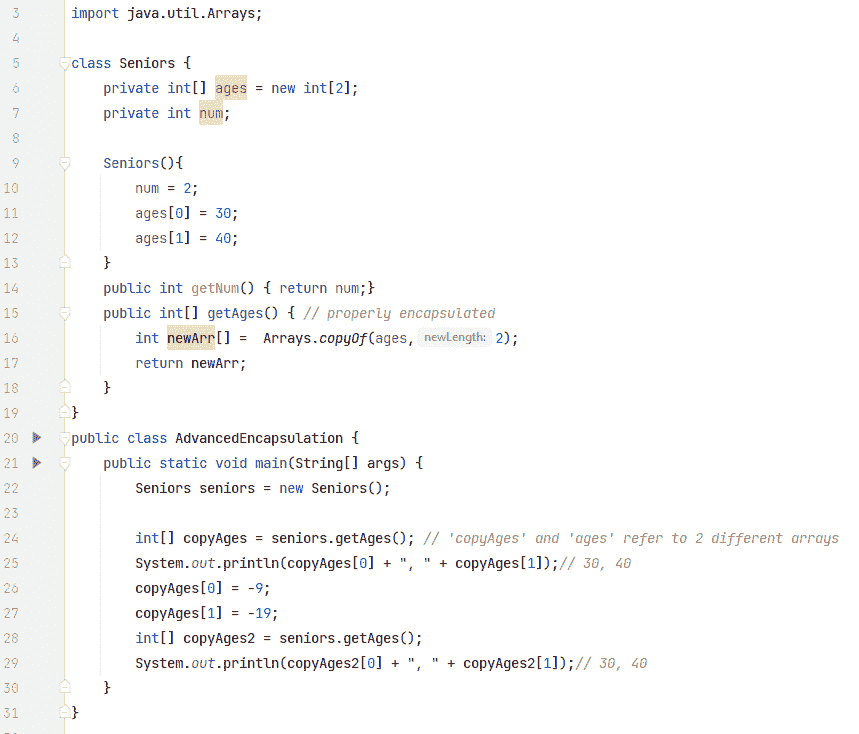 3 import java.util.Arrays;
4
5 class Seniors {
6 private int[] ages = new int[2];
7 private int num;
8
9 Seniors(){
10 num = 2;
11 ages[0] = 30;
12 ages[1] = 40;
13 }
14 public int getNum() { return num;}
15 public int[] getAges() { // properly encapsulated
16 int newArr[] =  Arrays.copyOf(ages, newLength: 2);
17 return newArr;
18 }
19 }
20 public class AdvancedEncapsulation {
21 public static void main(String[] args) {
22 Seniors seniors = new Seniors();
23
24 int[] copyAges = seniors.getAges(); // 'copyAges' and 'ages' refer to 2 different arrays
25 System.out.println(copyAges[0] + ", " + copyAges[1]);// 30, 40
26 copyAges[0] = -9;
27 copyAges[1] = -19;
28 int[] copyAges2 = seniors.getAges();
29 System.out.println(copyAges2[0] + ", " + copyAges2[1]);// 30, 40
30 }
31 }